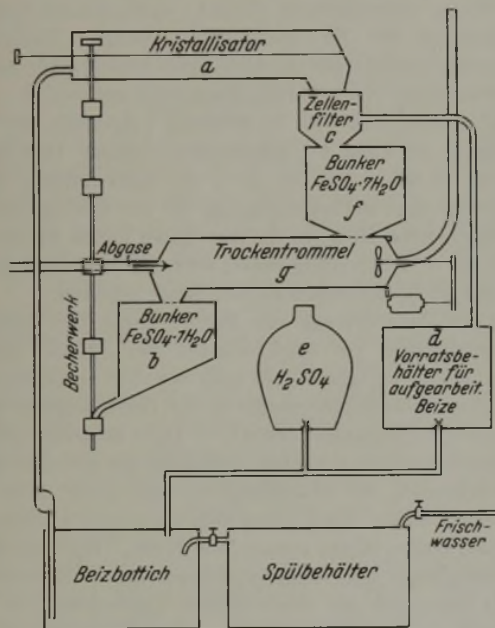 Kristallisator
a
Zellen-
filter
c
Bunker
FeSO4·7H2O
f
Abgase
Trockentrommel
g
Becherwerk
Bunker
FeSO4·7H2O
b
e
H2SO4
d
Vorratsbe-
hälter für
aufgearbeit.
Beize
Beizbottich
Spülbehälter
Frisch-
wasser